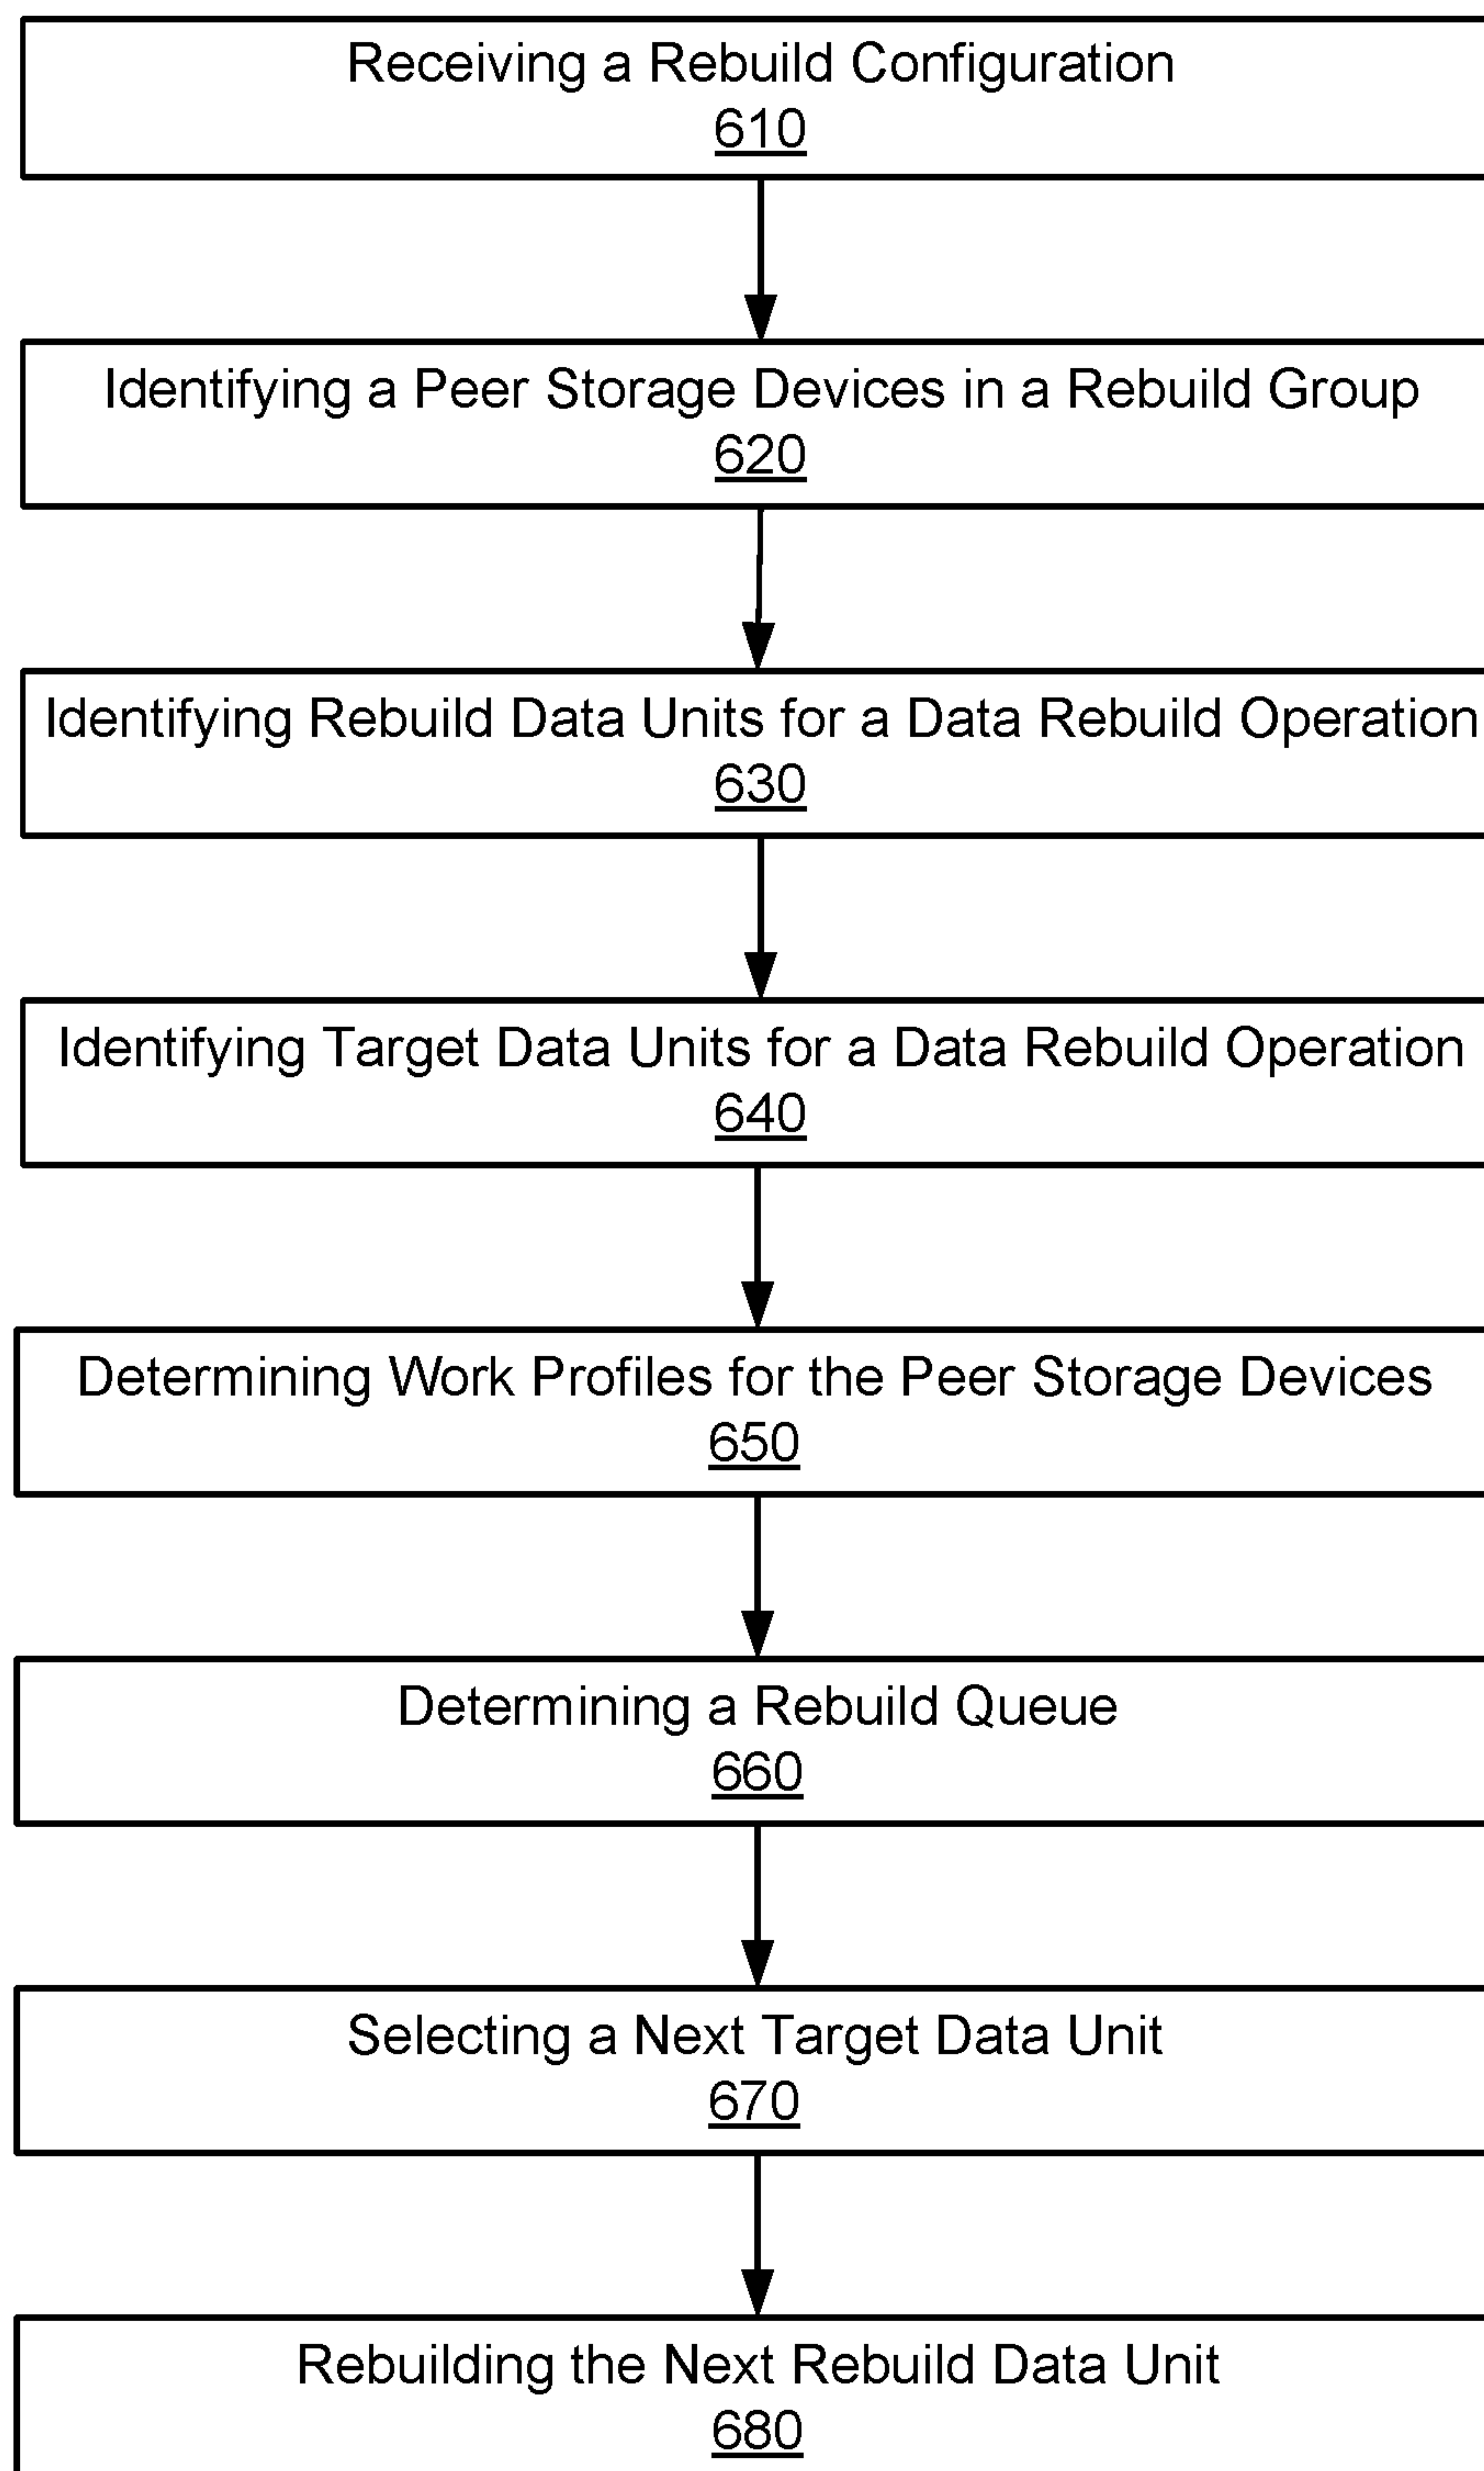 Receiving a Rebuild Configuration
610
Identifying a Peer Storage Devices in a Rebuild Group
620
Identifying Rebuild Data Units for a Data Rebuild Operation
630
Identifying Target Data Units for a Data Rebuild Operation
640
Determining Work Profiles for the Peer Storage Devices
650
Determining a Rebuild Queue
660
Selecting a Next Target Data Unit
670
Rebuilding the Next Rebuild Data Unit
680